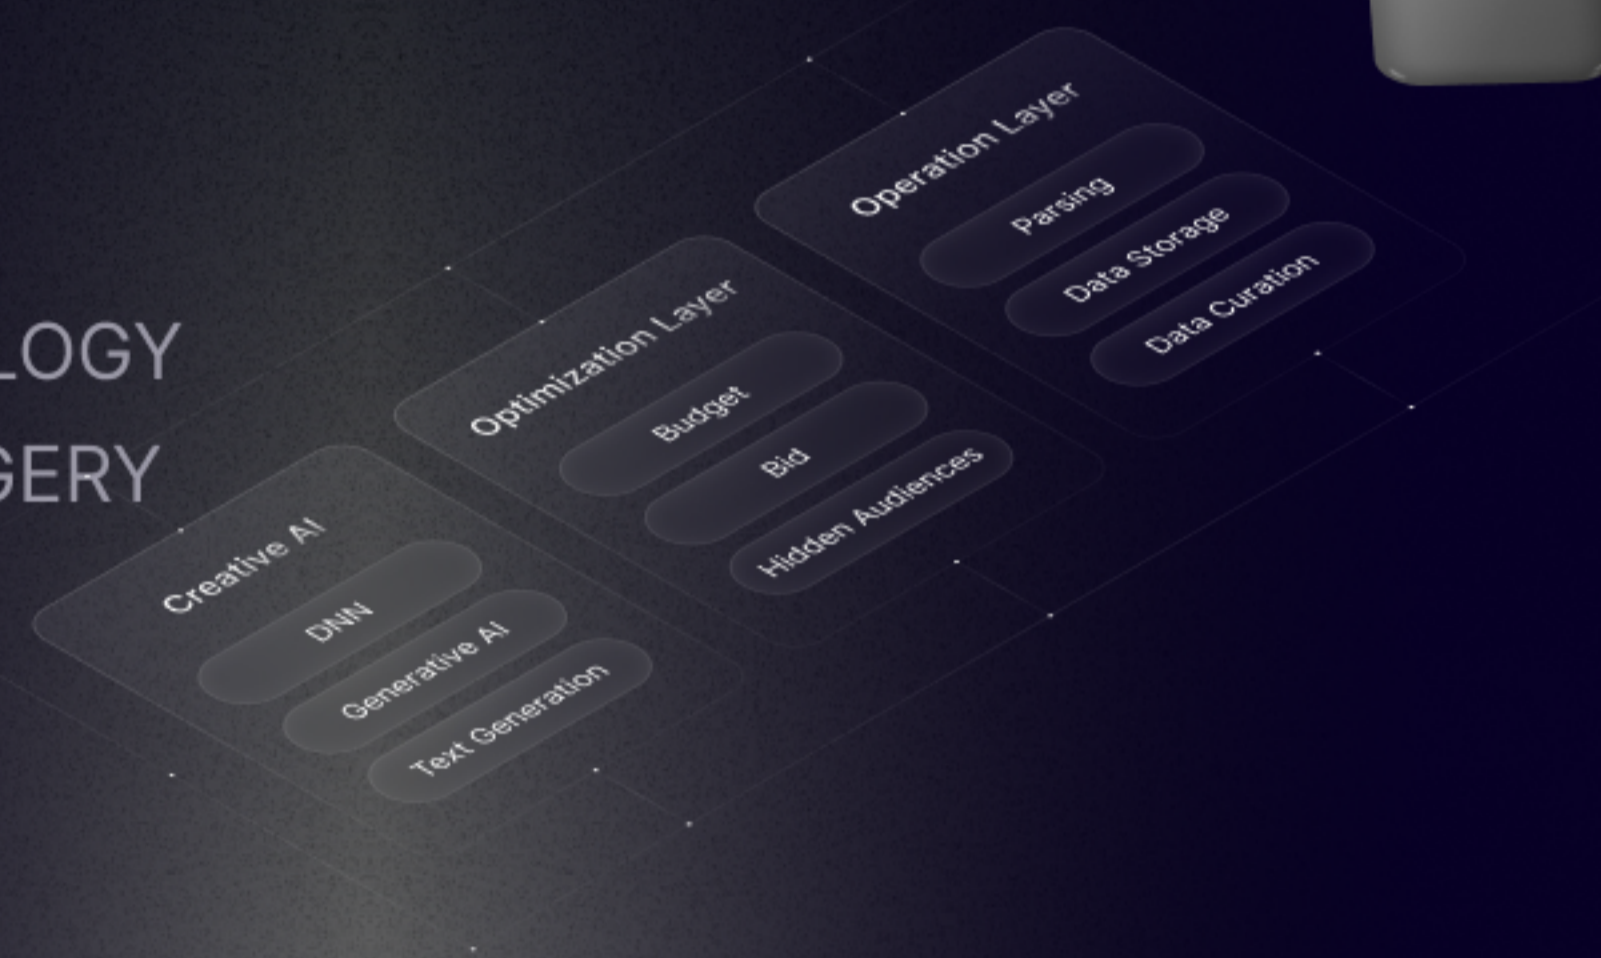 LOGY
GERY
Operation Layer
Parsing
Data Storage
Data Curation
Optimization Layer
Budget
Bid
Hidden Audiences
Creative AI
DNN
Generative AI
Text Generation